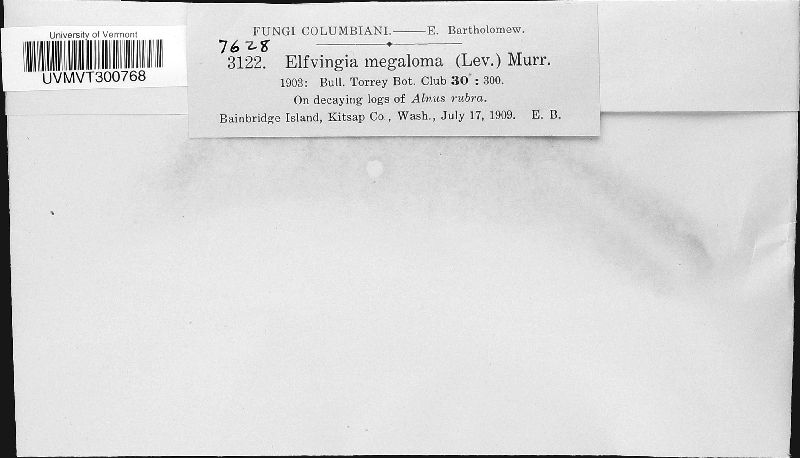 University of Vermont
UVMVT300768
FUNGI COLUMBIANI.——E. Bartholomew.
7628
3122. Elfvingia megaloma (Lev.) Murr.
1903: Bull. Torrey Bot. Club 30: 300.
On decaying logs of Alnus rubra.
Bainbridge Island, Kitsap Co., Wash., July 17, 1909. E. B.